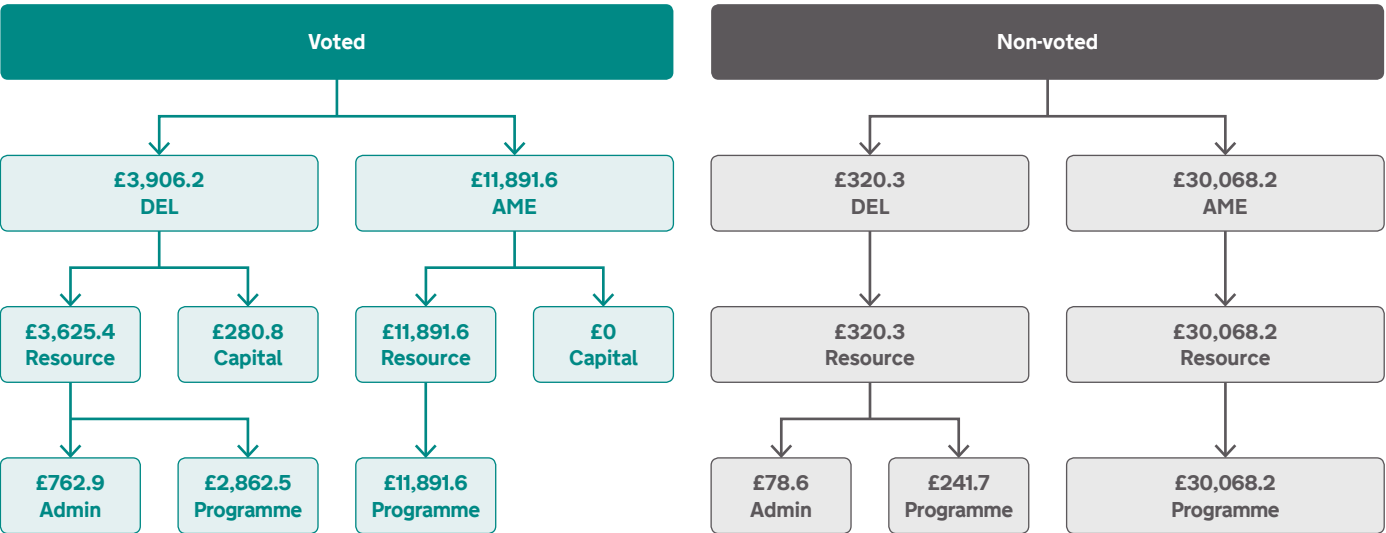 Voted
Non-voted
£3,906.2
DEL
£11,891.6
AME
£320.3
DEL
£30,068.2
AME
£3,625.4
Resource
£280.8
Capital
£11,891.6
Resource
£0
Capital
£320.3
Resource
£30,068.2
Resource
£762.9
Admin
£2,862.5
Programme
£11,891.6
Programme
£78.6
Admin
£241.7
Programme
£30,068.2
Programme